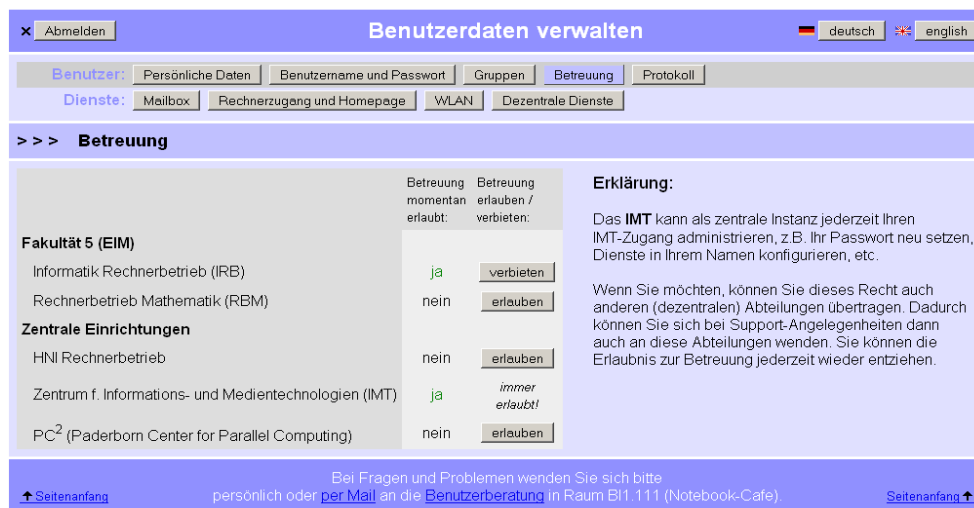 × Abmelden Benutzerdaten verwalten deutsch english
Benutzer: Persönliche Daten Benutzername und Passwort Gruppen Betreuung Protokoll
Dienste: Mailbox Rechnerzugang und Homepage WLAN Dezentrale Dienste
> > > Betreuung
Betreuung momentan erlaubt: Betreuung erlauben / verbieten:
Fakultät 5 (EIM)
Informatik Rechnerbetrieb (IRB) ja verbieten
Rechnerbetrieb Mathematik (RBM) nein erlauben
Zentrale Einrichtungen
HNI Rechnerbetrieb nein erlauben
Zentrum f. Informations- und Medientechnologien (IMT) ja immer erlaubt!
PC² (Paderborn Center for Parallel Computing) nein erlauben
Erklärung:
Das IMT kann als zentrale Instanz jederzeit Ihren
IMT-Zugang administrieren, z.B. Ihr Passwort neu setzen,
Dienste in Ihrem Namen konfigurieren, etc.
Wenn Sie möchten, können Sie dieses Recht auch
anderen (dezentralen) Abteilungen übertragen. Dadurch
können Sie sich bei Support-Angelegenheiten dann
auch an diese Abteilungen wenden. Sie können die
Erlaubnis zur Betreuung jederzeit wieder entziehen.
Bei Fragen und Problemen wenden Sie sich bitte
Seitenanfang persönlich oder per Mail an die Benutzerberatung in Raum BI1.111 (Notebook-Cafe). Seitenanfang